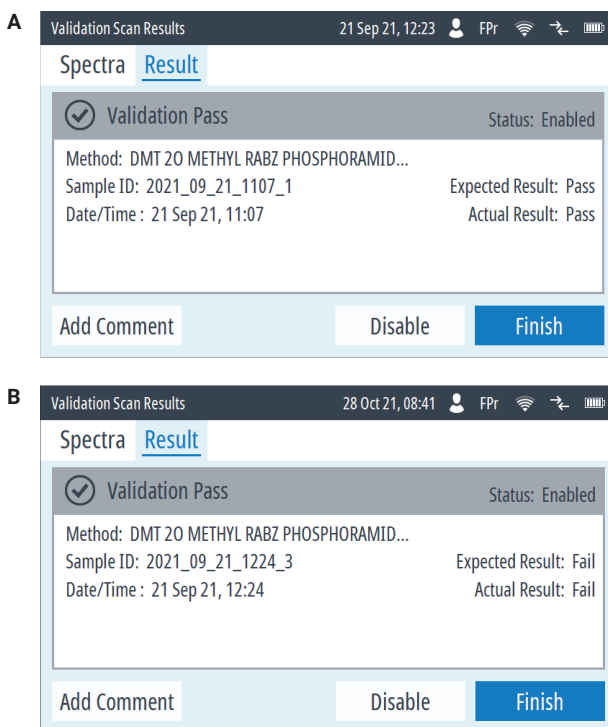 A
Validation Scan Results 21 Sep 21, 12:23 FPr
Spectra Result
Validation Pass Status: Enabled
Method: DMT 2O METHYL RABZ PHOSPHORAMID...
Sample ID: 2021_09_21_1107_1 Expected Result: Pass
Date/Time : 21 Sep 21, 11:07 Actual Result: Pass
Add Comment Disable Finish
B
Validation Scan Results 28 Oct 21, 08:41 FPr
Spectra Result
Validation Pass Status: Enabled
Method: DMT 2O METHYL RABZ PHOSPHORAMID...
Sample ID: 2021_09_21_1224_3 Expected Result: Fail
Date/Time : 21 Sep 21, 12:24 Actual Result: Fail
Add Comment Disable Finish